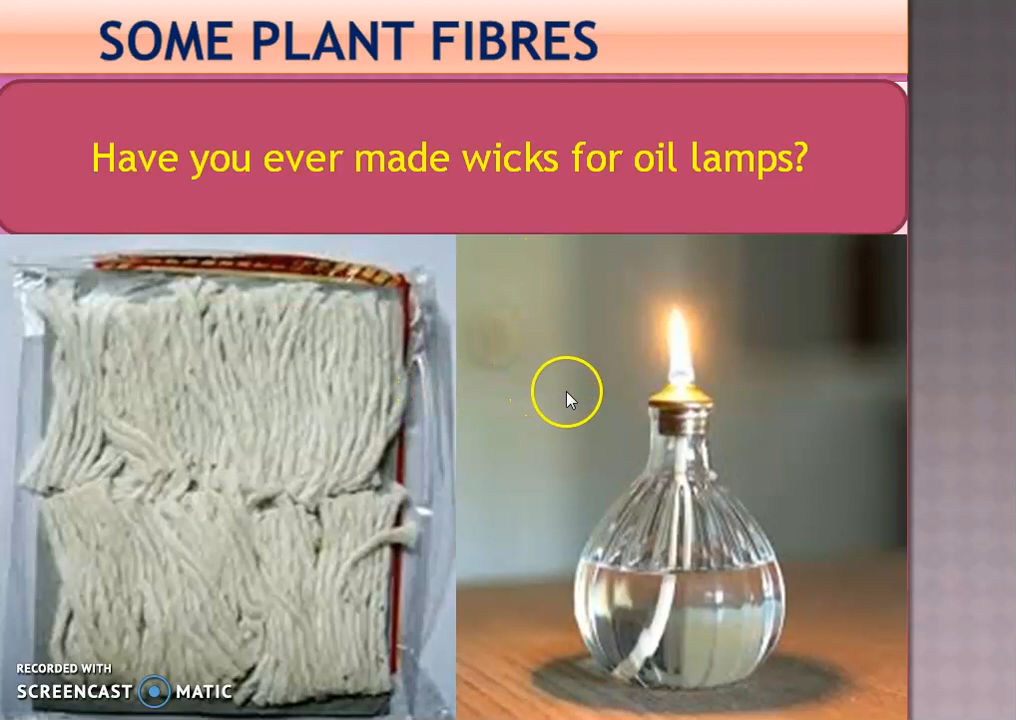 SOME PLANT FIBRES
Have you ever made wicks for oil lamps?
RECORDED WITH
SCREENCAST MATIC